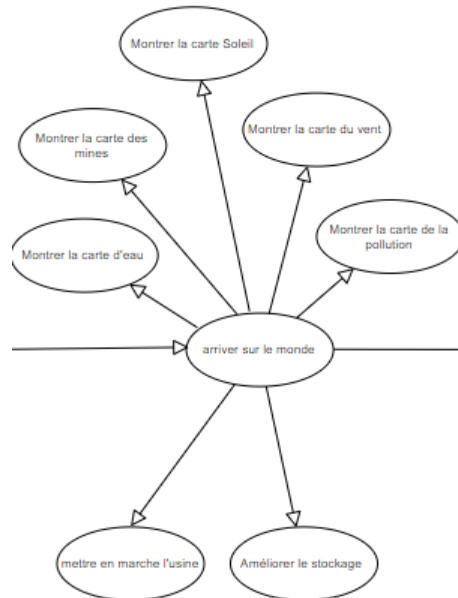 Montrer la carte Soleil
Montrer la carte du vent
Montrer la carte des
mines
Montrer la carte de la
pollution
Montrer la carte d'eau
arriver sur le monde
mettre en marche l'usine
Améliorer le stockage